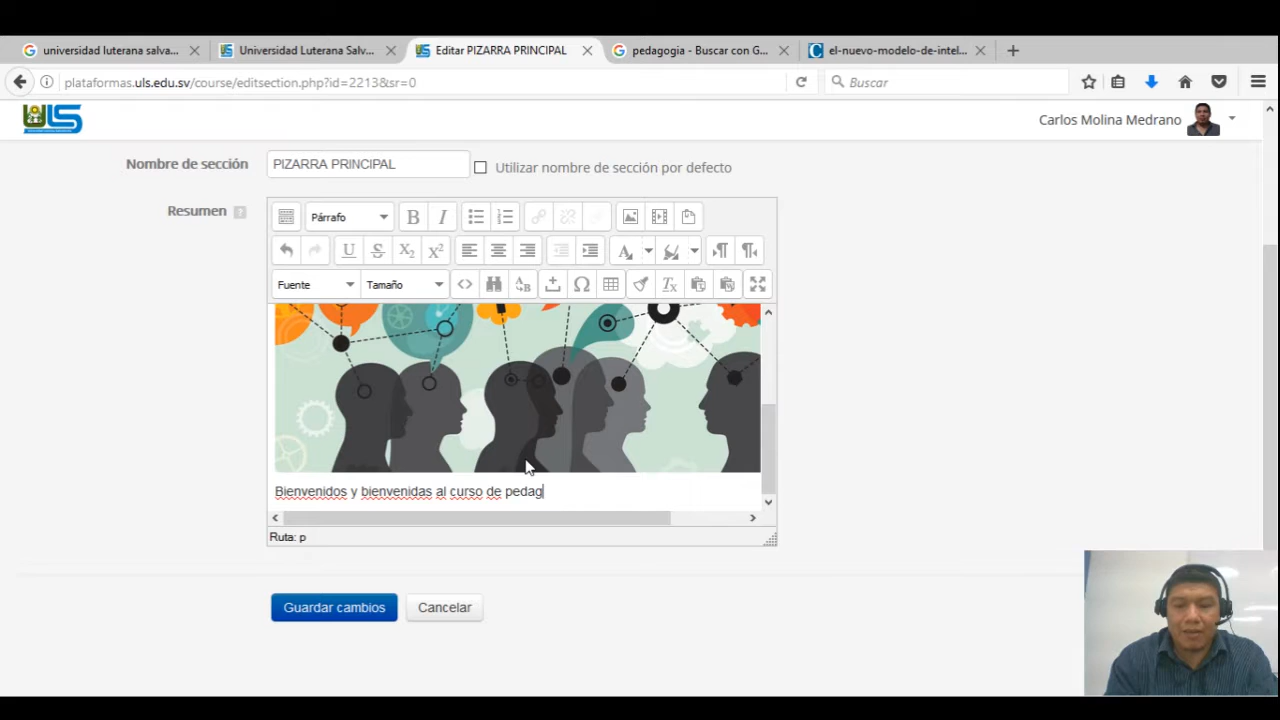 universidad luterana salva...
Universidad Luterana Salv...
Editar PIZARRA PRINCIPAL
pedagogia - Buscar con G...
el-nuevo-modelo-de-intel...
plataformas.uls.edu.sv/course/editsection.php?id=2213&sr=0
Buscar
ULS
Carlos Molina Medrano
Nombre de sección
PIZARRA PRINCIPAL
Utilizar nombre de sección por defecto
Resumen
Párrafo
Fuente
Tamaño
Bienvenidos y bienvenidas al curso de pedag
Ruta: p
Guardar cambios
Cancelar